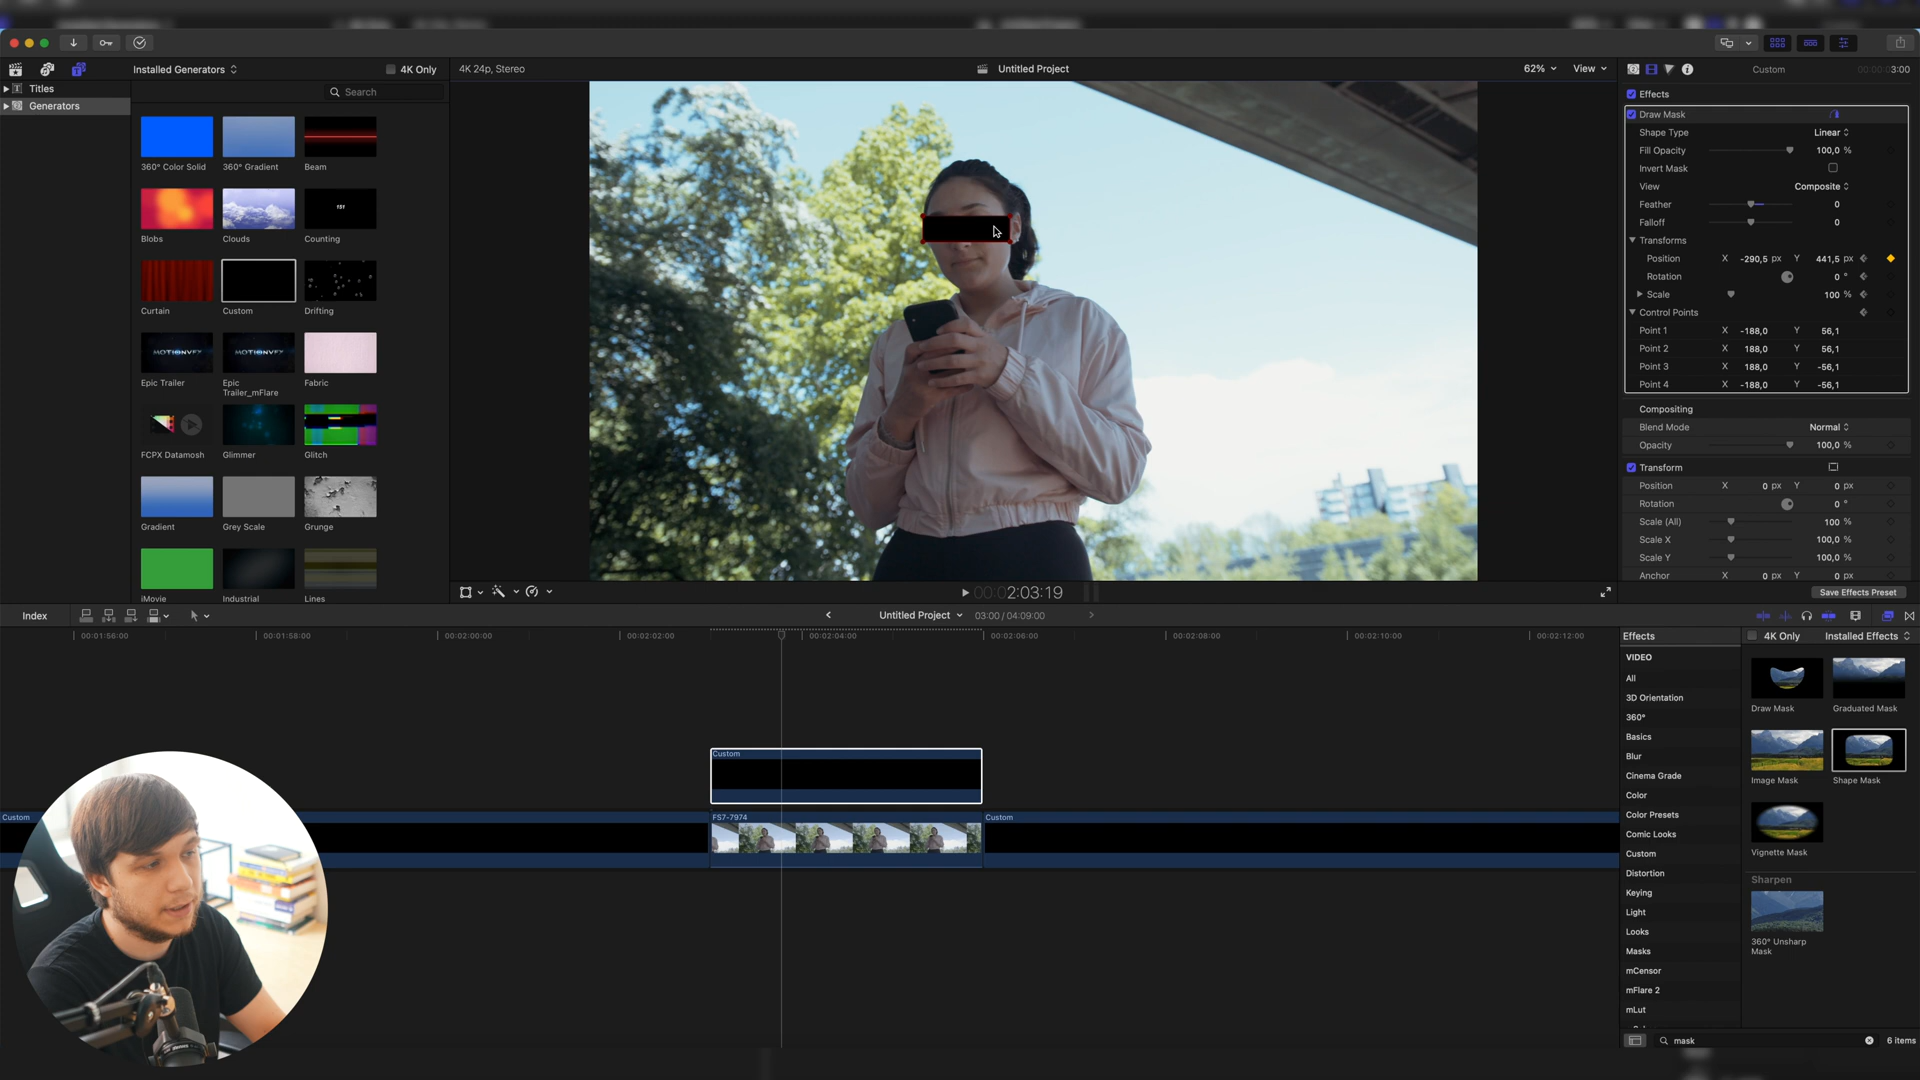 Installed Generators
4K Only
4K 24p, Stereo
Untitled Project
62%
View
Custom
3:00
Titles
Generators
Search
360° Color Solid
360° Gradient
Beam
Blobs
Clouds
Counting
Curtain
Custom
Drifting
MOTIONVFX
MOTIONVFX
Epic Trailer
Epic
Trailer_mFlare
Fabric
FCPX Datamosh
Glimmer
Glitch
Gradient
Grey Scale
Grunge
iMovie
Industrial
Lines
Effects
Draw Mask
Shape Type Linear
Fill Opacity 100,0 %
Invert Mask
View Composite
Feather 0
Falloff 0
Transforms
Position X -290,5 px Y 441,5 px
Rotation 0 °
Scale 100 %
Control Points
Point 1 X -188,0 Y 56,1
Point 2 X 188,0 Y 56,1
Point 3 X 188,0 Y -56,1
Point 4 X -188,0 Y -56,1
Compositing
Blend Mode Normal
Opacity 100,0 %
Transform
Position X 0 px Y 0 px
Rotation 0 °
Scale (All) 100 %
Scale X 100,0 %
Scale Y 100,0 %
Anchor X 0 px Y 0 px
Save Effects Preset
00:00:2:03:19
Index
Untitled Project
03:00 / 04:09:00
00:01:56:00
00:01:58:00
00:02:00:00
00:02:02:00
00:02:04:00
00:02:06:00
00:02:08:00
00:02:10:00
00:02:12:00
Custom
Custom
FS7-7974
Custom
Effects
4K Only
Installed Effects
VIDEO
All
3D Orientation
360°
Basics
Blur
Cinema Grade
Color
Color Presets
Comic Looks
Custom
Distortion
Keying
Light
Looks
Masks
mCensor
mFlare 2
mLut
Draw Mask
Graduated Mask
Image Mask
Shape Mask
Vignette Mask
Sharpen
360° Unsharp
Mask
mask
6 items